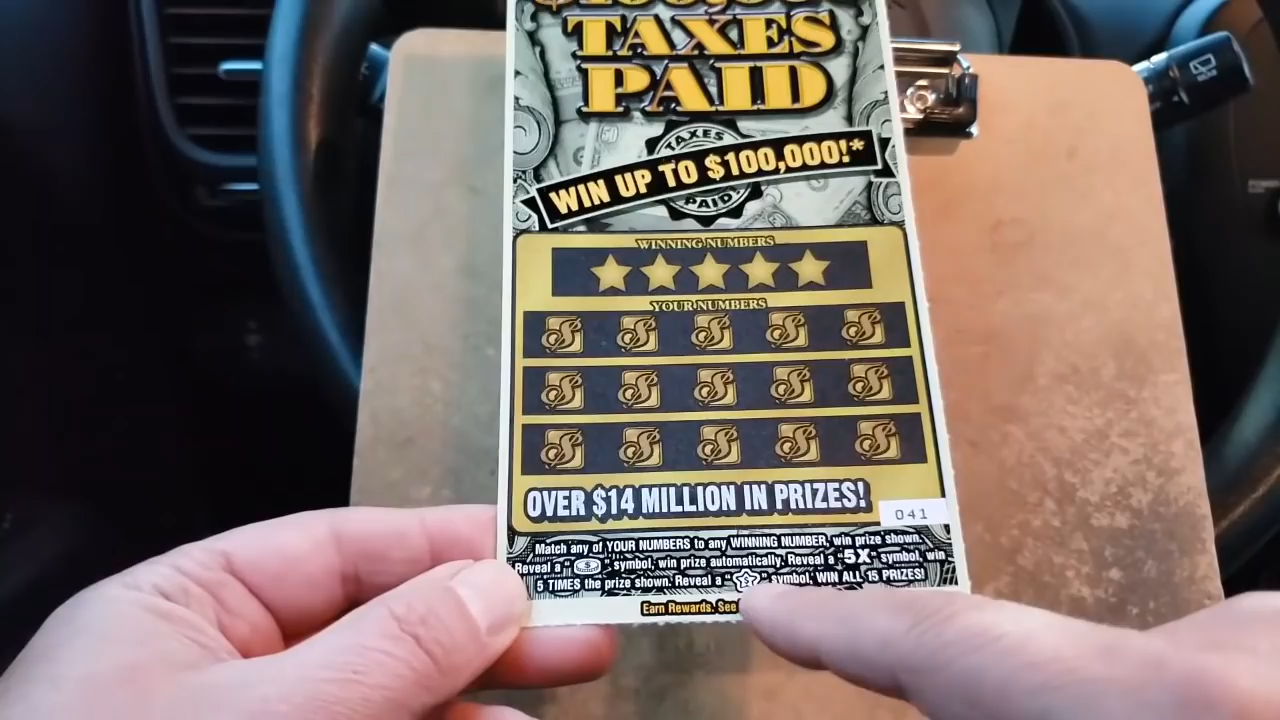 TAXES
PAID
TAXES
WIN UP TO $100,000!*
PAID
WINNING NUMBERS
YOUR NUMBERS
OVER $14 MILLION IN PRIZES!
041
Match any of YOUR NUMBERS to any WINNING NUMBER, win prize shown.
Reveal a "$" symbol, win prize automatically. Reveal a "5X" symbol, win
5 TIMES the prize shown. Reveal a " " symbol, WIN ALL 15 PRIZES!
Earn Rewards. See